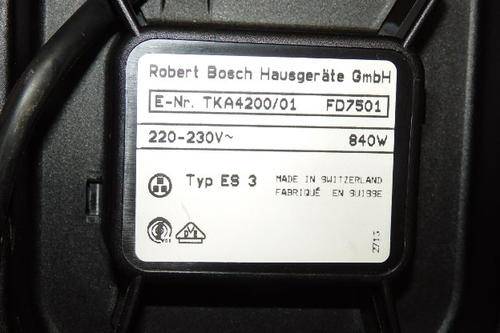 Robert Bosch Hausgeräte GmbH
E-Nr. TKA4200/01 FD7501
220-230V~ 840W
Typ ES 3
MADE IN SWITZERLAND
FABRIQUÉ EN SUISSE
2713